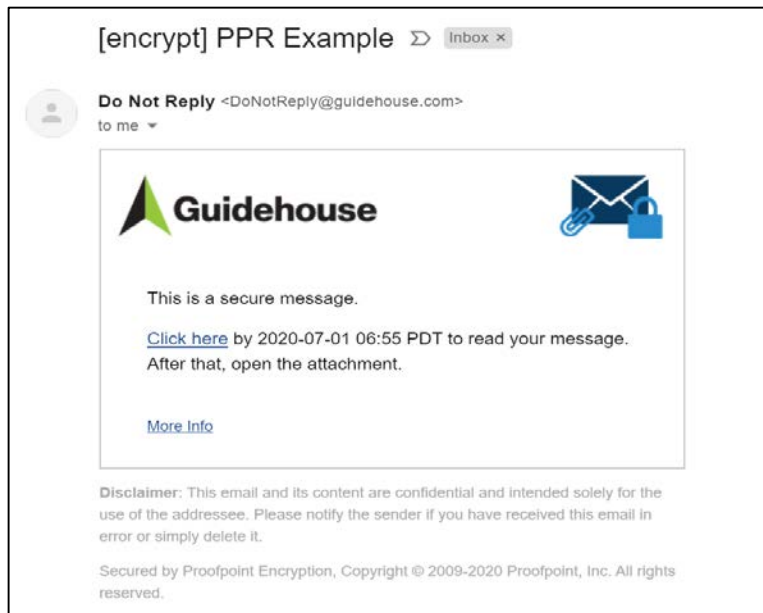 [encrypt] PPR Example Inbox ×
Do Not Reply <DoNotReply@guidehouse.com>
to me
Guidehouse
This is a secure message.
Click here by 2020-07-01 06:55 PDT to read your message.
After that, open the attachment.
More Info
Disclaimer: This email and its content are confidential and intended solely for the
use of the addressee. Please notify the sender if you have received this email in
error or simply delete it.
Secured by Proofpoint Encryption, Copyright © 2009-2020 Proofpoint, Inc. All rights
reserved.